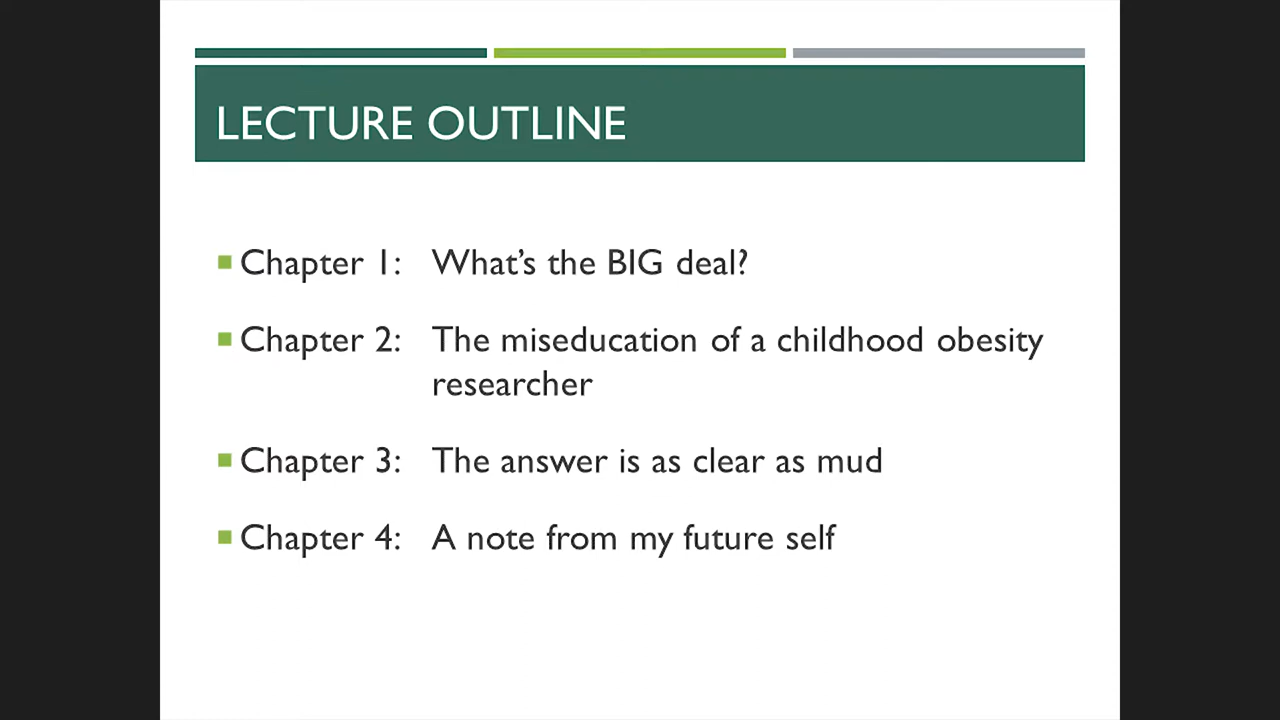 LECTURE OUTLINE
Chapter 1: What's the BIG deal?
Chapter 2: The miseducation of a childhood obesity
researcher
Chapter 3: The answer is as clear as mud
Chapter 4: A note from my future self